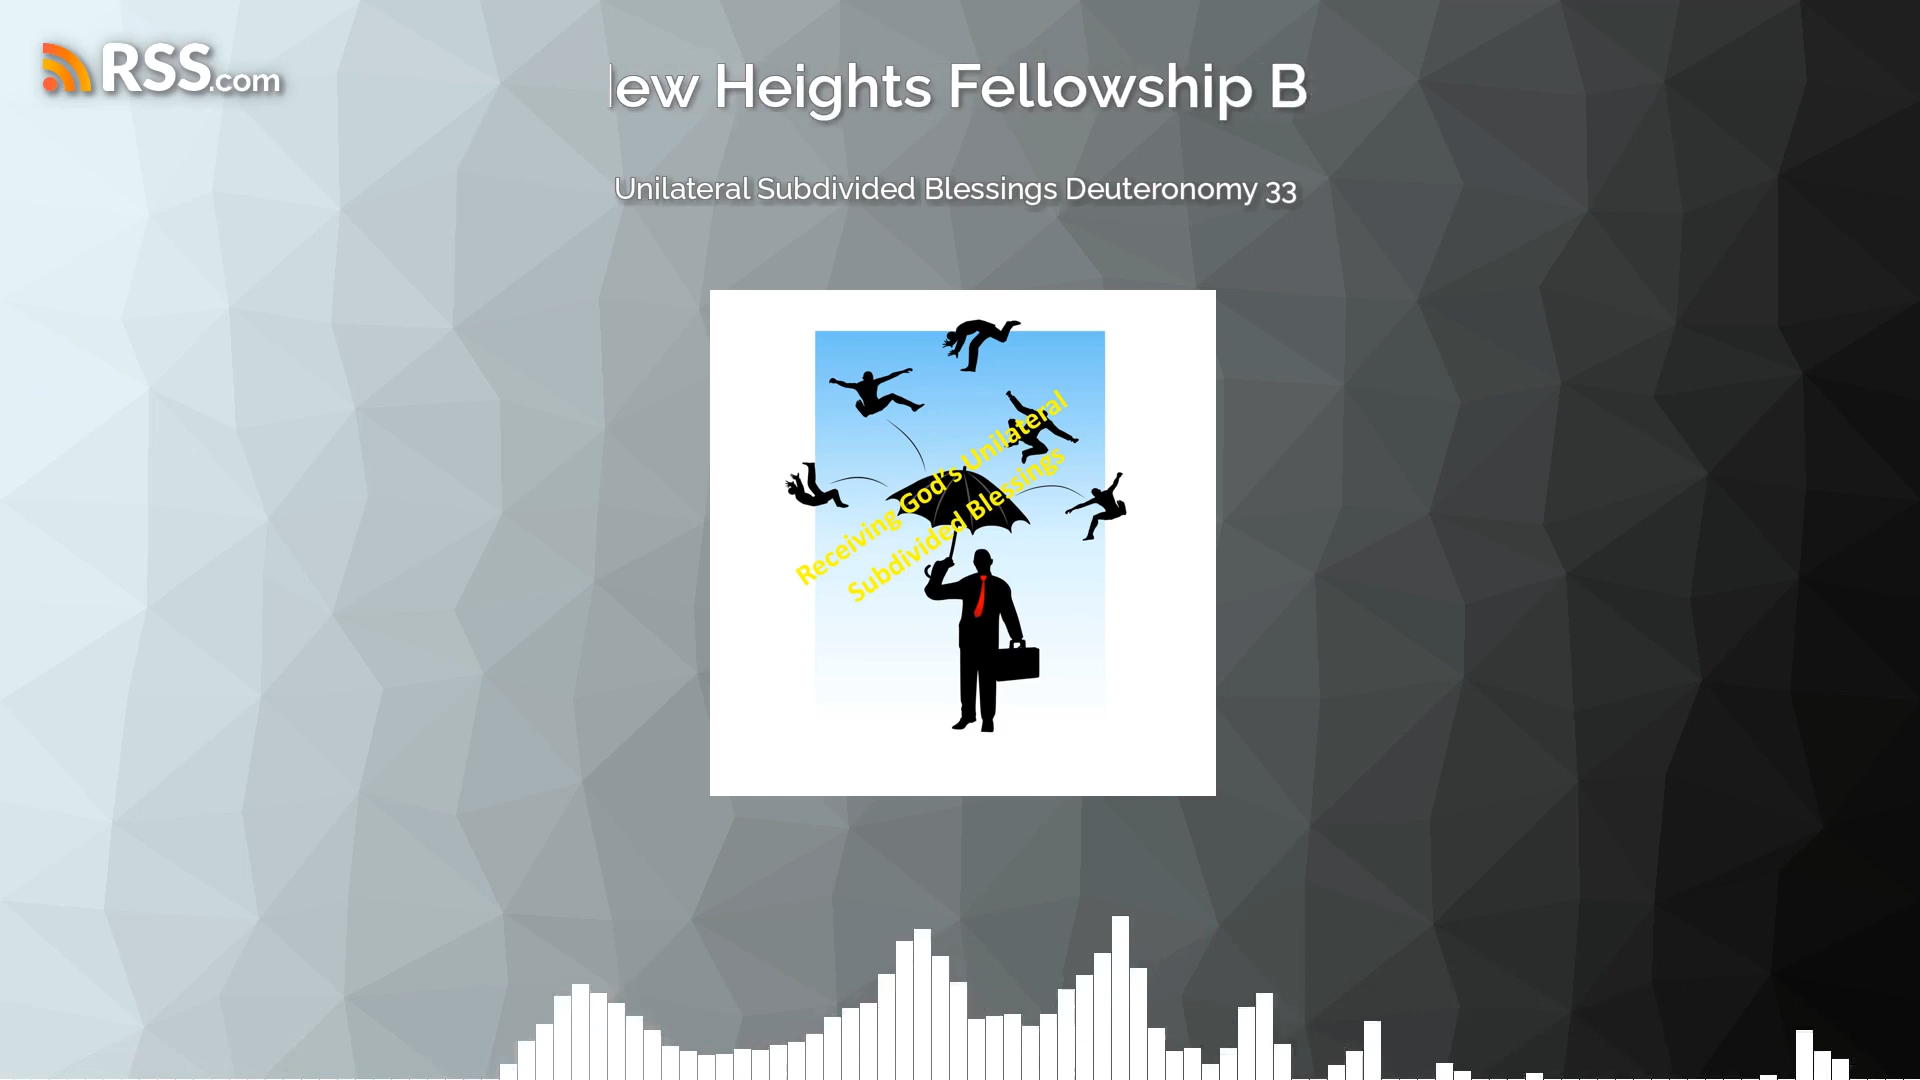 RSS.com
ew Heights Fellowship B
Unilateral Subdivided Blessings Deuteronomy 33
Receiving God's Unilateral
Subdivided Blessings